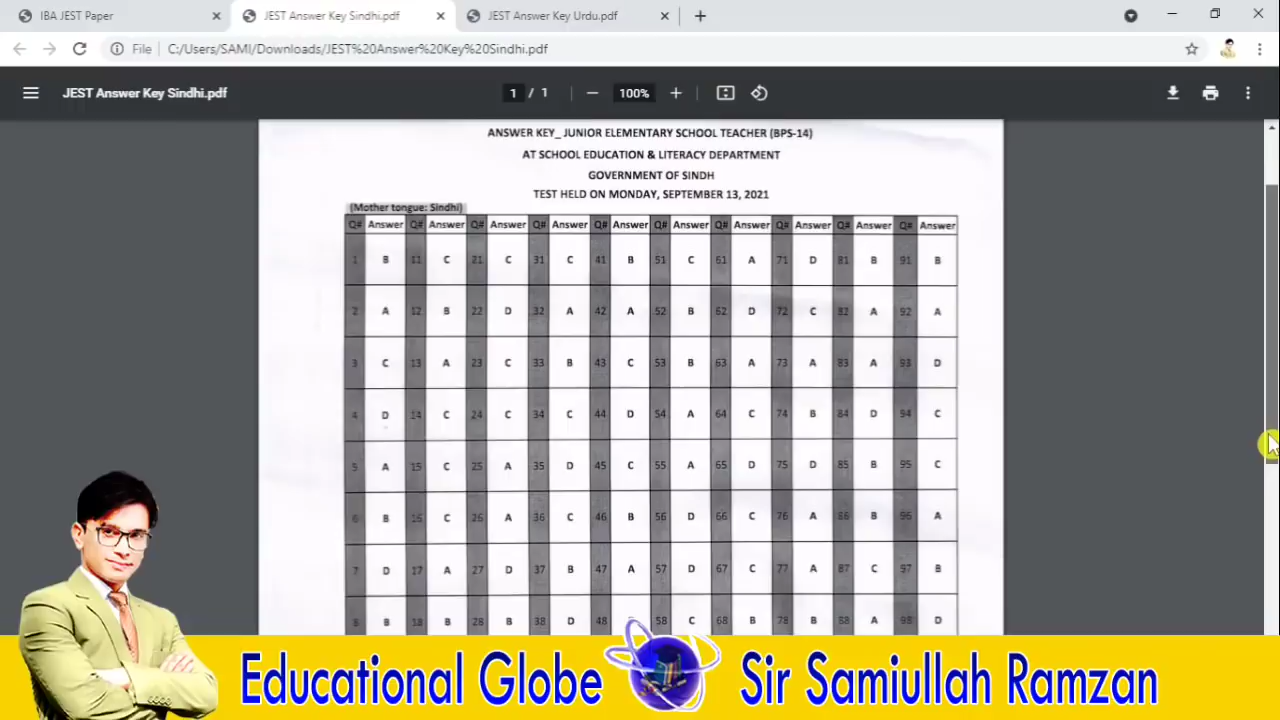 IBA JEST Paper
JEST Answer Key Sindhi.pdf
JEST Answer Key Urdu.pdf
File C:/Users/SAMI/Downloads/JEST%20Answer%20Key%20Sindhi.pdf
JEST Answer Key Sindhi.pdf
1 / 1
100%
ANSWER KEY_ JUNIOR ELEMENTARY SCHOOL TEACHER (BPS-14)
AT SCHOOL EDUCATION & LITERACY DEPARTMENT
GOVERNMENT OF SINDH
TEST HELD ON MONDAY, SEPTEMBER 13, 2021
(Mother tongue: Sindhi)
Q# Answer Q# Answer Q# Answer Q# Answer Q# Answer Q# Answer Q# Answer Q# Answer Q# Answer Q# Answer
1 B 11 C 21 C 31 C 41 B 51 C 61 A 71 D 81 B 91 B
2 A 12 B 22 D 32 A 42 A 52 B 62 D 72 C 82 A 92 A
3 C 13 A 23 C 33 B 43 C 53 B 63 A 73 A 83 A 93 D
4 D 14 C 24 C 34 C 44 D 54 A 64 C 74 B 84 D 94 C
5 A 15 C 25 A 35 D 45 C 55 A 65 D 75 D 85 B 95 C
6 B 16 C 26 A 36 C 46 B 56 D 66 C 76 A 86 B 96 A
7 D 17 A 27 D 37 B 47 A 57 D 67 C 77 A 87 C 97 B
8 B 18 B 28 B 38 D 48 58 C 68 B 78 B 88 A 98 D
Educational Globe Sir Samiullah Ramzan